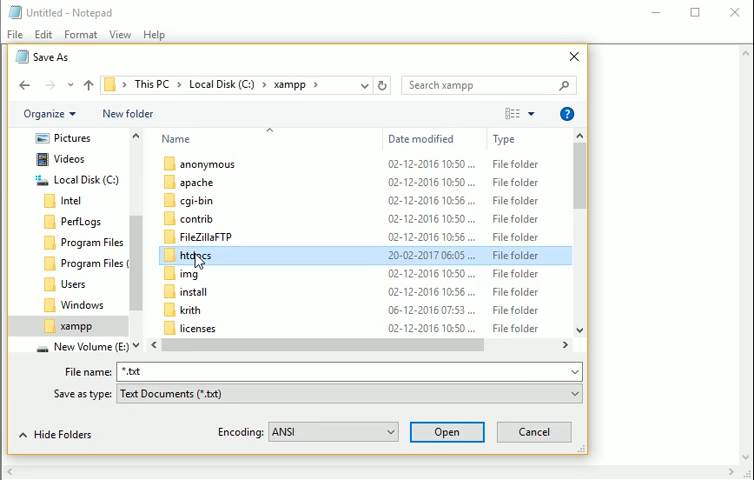 Untitled - Notepad
File Edit Format View Help
Save As
This PC > Local Disk (C:) > xampp >
Search xampp
Organize New folder
Name Date modified Type
Pictures
Videos
Local Disk (C:)
Intel
PerfLogs
Program Files
Program Files (
Users
Windows
xampp
New Volume (E:)
anonymous 02-12-2016 10:50 ... File folder
apache 02-12-2016 10:50 ... File folder
cgi-bin 02-12-2016 10:56 ... File folder
contrib 02-12-2016 10:50 ... File folder
FileZillaFTP 02-12-2016 10:56 ... File folder
htdocs 20-02-2017 06:05 ... File folder
img 02-12-2016 10:50 ... File folder
install 02-12-2016 10:56 ... File folder
krith 06-12-2016 07:53 ... File folder
licenses 02-12-2016 10:50 ... File folder
File name: *.txt
Save as type: Text Documents (*.txt)
Hide Folders
Encoding: ANSI
Open Cancel